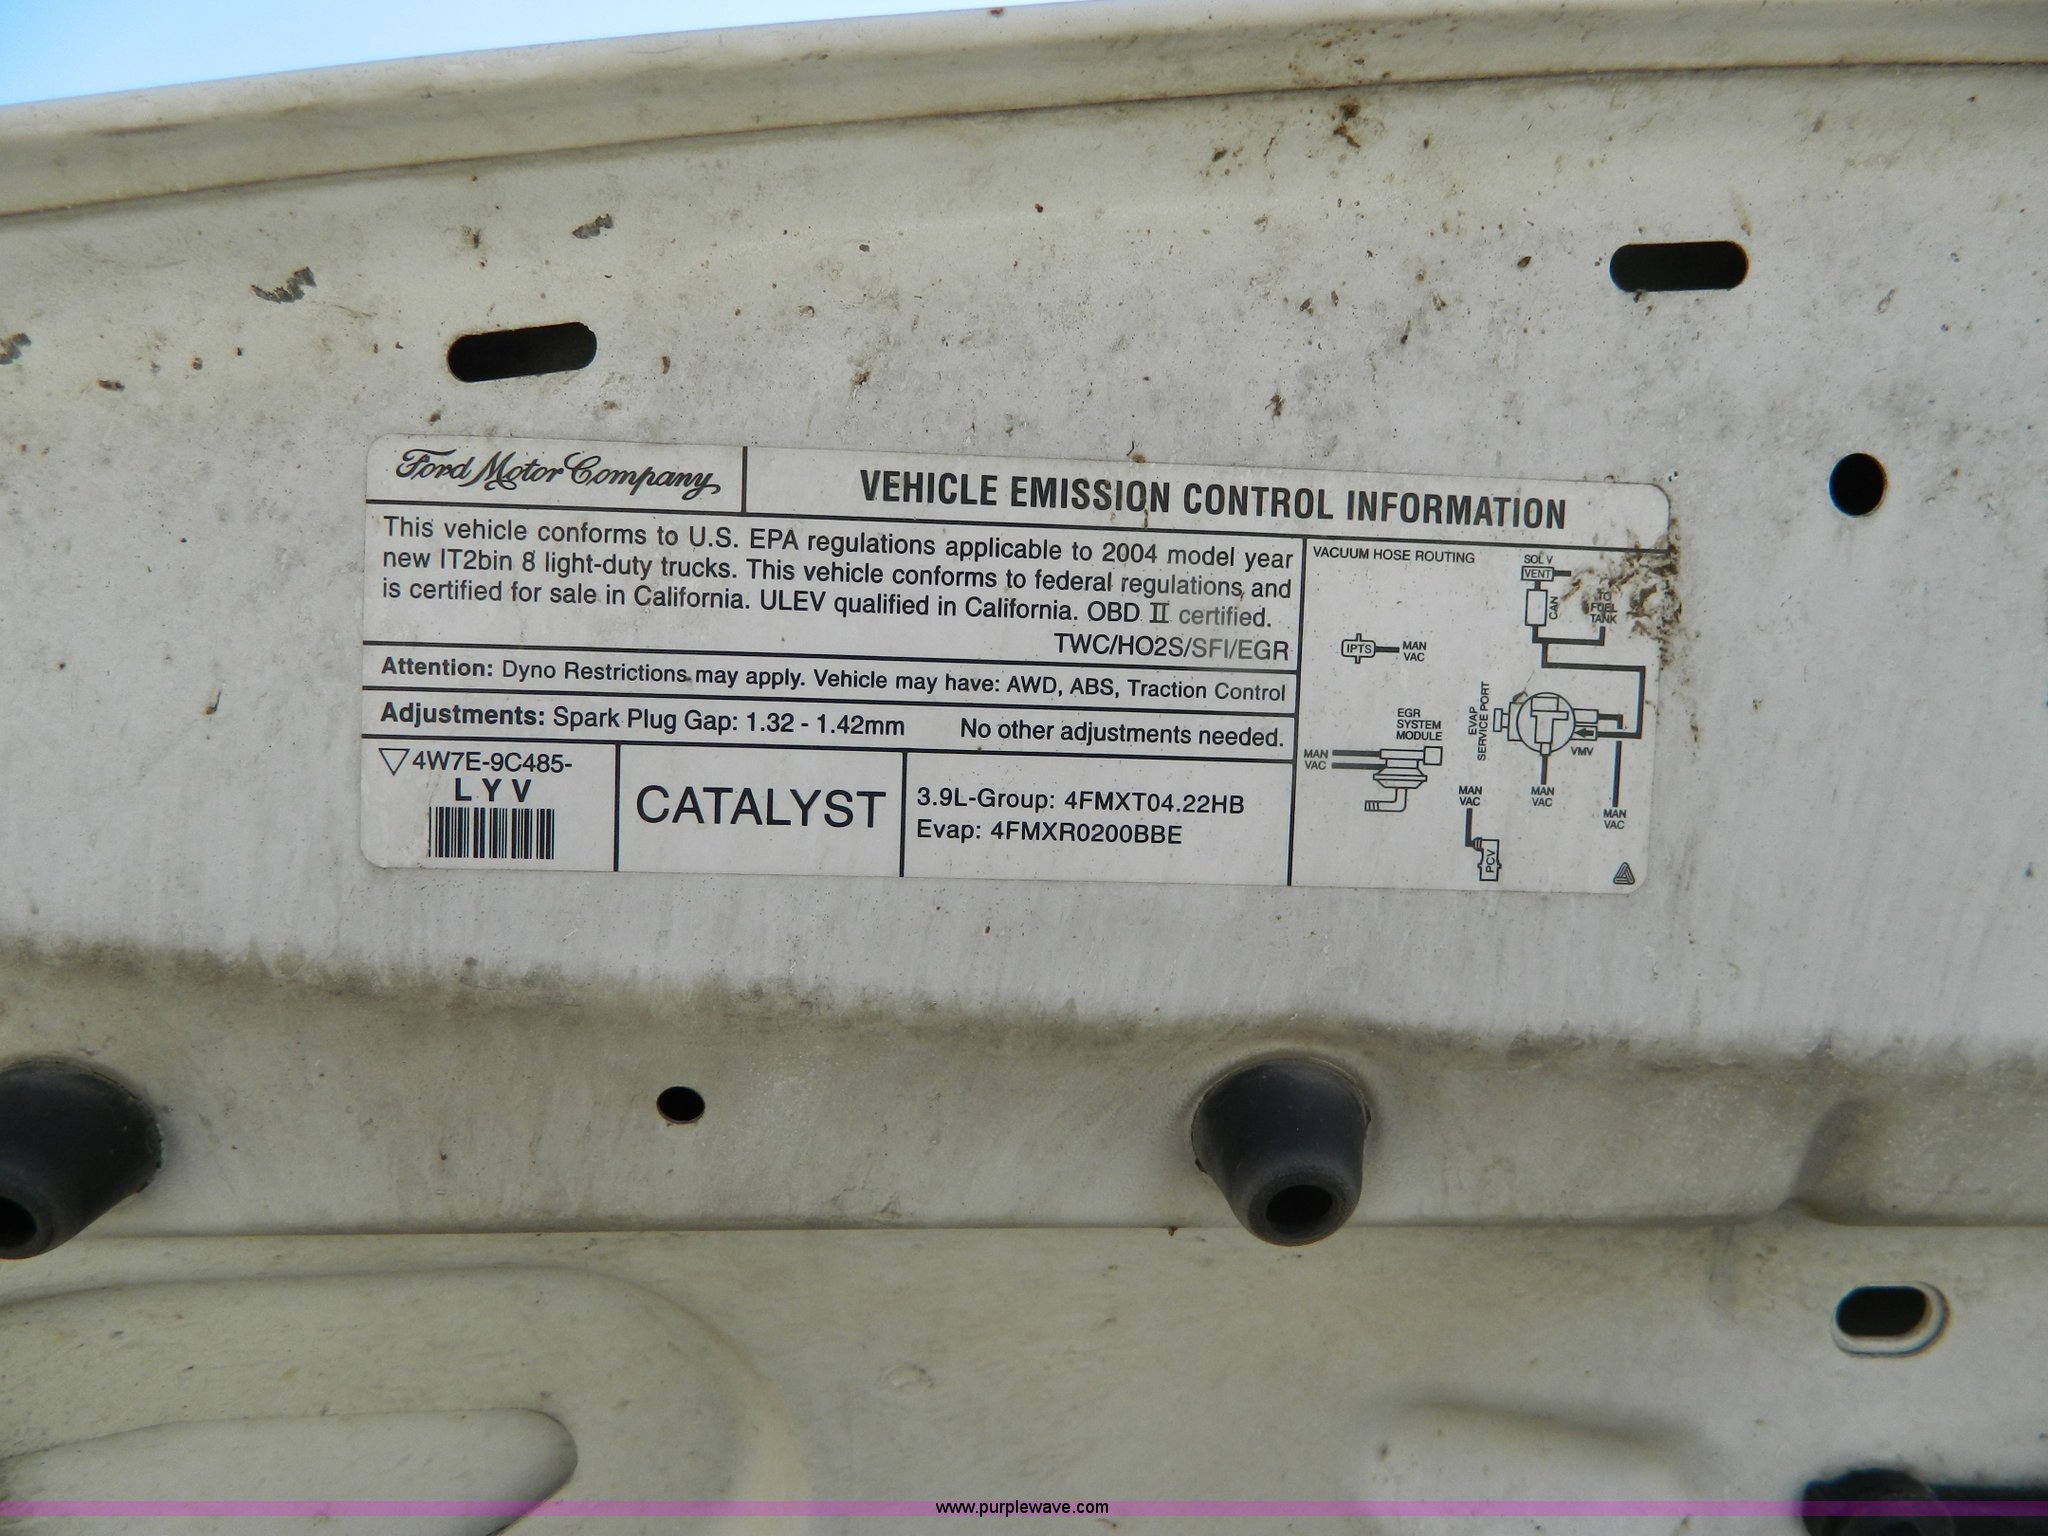 Ford Motor Company
VEHICLE EMISSION CONTROL INFORMATION
This vehicle conforms to U.S. EPA regulations applicable to 2004 model year
new IT2bin 8 light-duty trucks. This vehicle conforms to federal regulations, and
is certified for sale in California. ULEV qualified in California. OBD II certified.
TWC/HO2S/SFI/EGR
Attention: Dyno Restrictions may apply. Vehicle may have: AWD, ABS, Traction Control
Adjustments: Spark Plug Gap: 1.32 - 1.42mm No other adjustments needed.
4W7E-9C485-
LYV
CATALYST
3.9L-Group: 4FMXT04.22HB
Evap: 4FMXR0200BBE
VACUUM HOSE ROUTING
SOL V
VENT
CAN
TO
FUEL
TANK
IPTS
MAN
VAC
EVAP
SERVICE PORT
EGR
SYSTEM
MODULE
VMV
MAN
VAC
MAN
VAC
MAN
VAC
MAN
VAC
PCV
www.purplewave.com